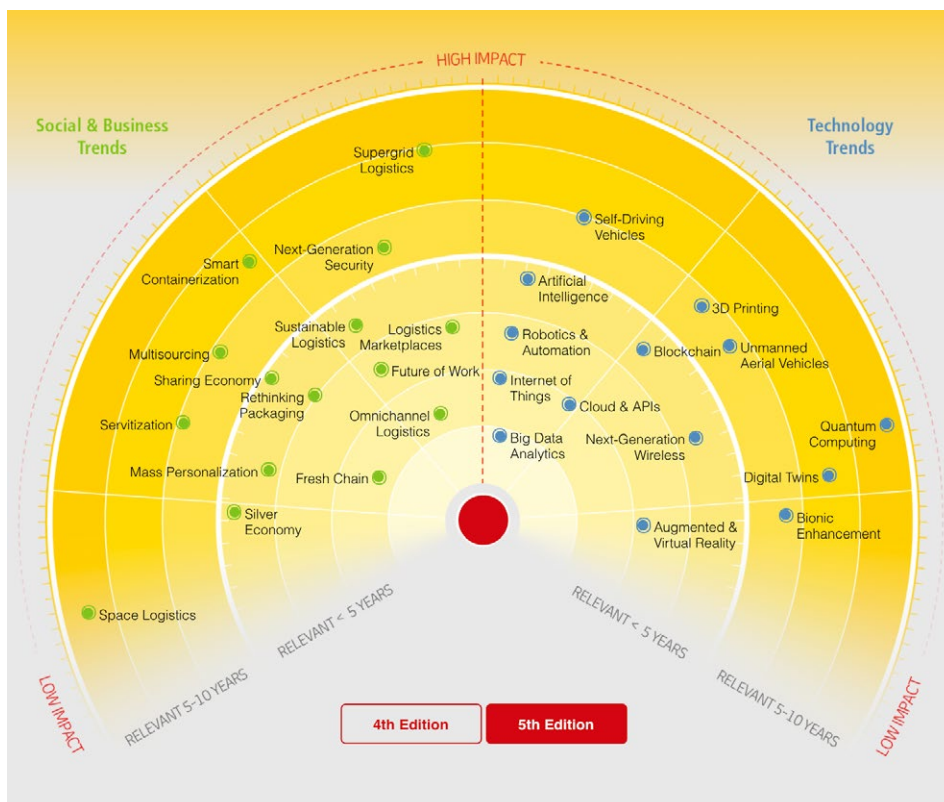 HIGH IMPACT
Social & Business
Trends
Technology
Trends
Supergrid
Logistics
Self-Driving
Vehicles
Next-Generation
Security
Smart
Containerization
Artificial
Intelligence
3D Printing
Sustainable
Logistics
Logistics
Marketplaces
Robotics &
Automation
Multisourcing
Blockchain
Unmanned
Aerial Vehicles
Sharing Economy
Future of Work
Rethinking
Packaging
Internet of
Things
Cloud & APIs
Servitization
Omnichannel
Logistics
Big Data
Analytics
Next-Generation
Wireless
Quantum
Computing
Mass Personalization
Fresh Chain
Digital Twins
Silver
Economy
Augmented &
Virtual Reality
Bionic
Enhancement
Space Logistics
RELEVANT < 5 YEARS
RELEVANT < 5 YEARS
RELEVANT 5-10 YEARS
RELEVANT 5-10 YEARS
LOW IMPACT
LOW IMPACT
4th Edition
5th Edition